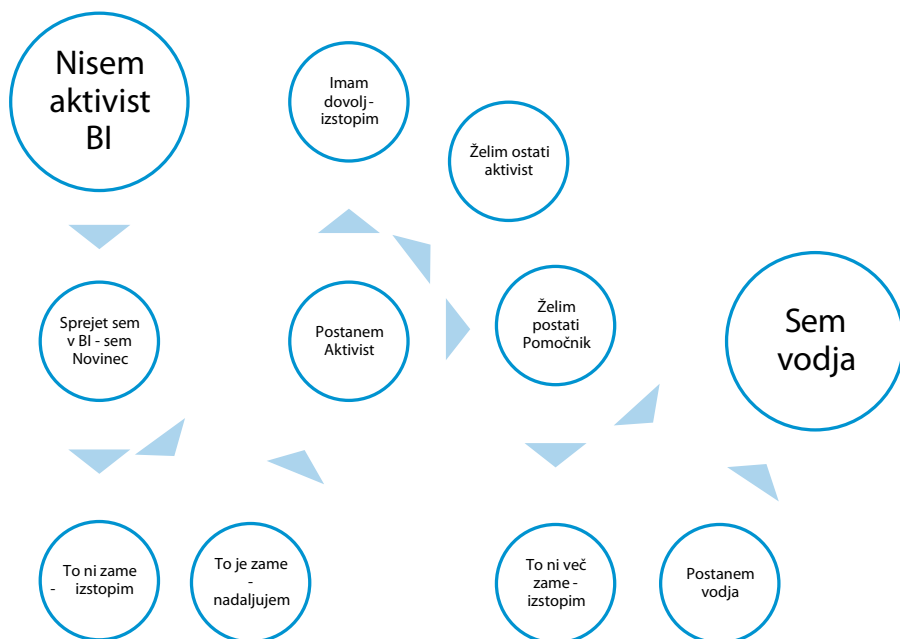 Nisem
aktivist
BI
Imam
dovolj -
izstopim
Želim ostati
aktivist
Sprejet sem
v BI - sem
Novinec
Postanem
Aktivist
Želim
postati
Pomočnik
Sem
vodja
To ni zame
- izstopim
To je zame
-
nadaljujem
To ni več
zame -
izstopim
Postanem
vodja